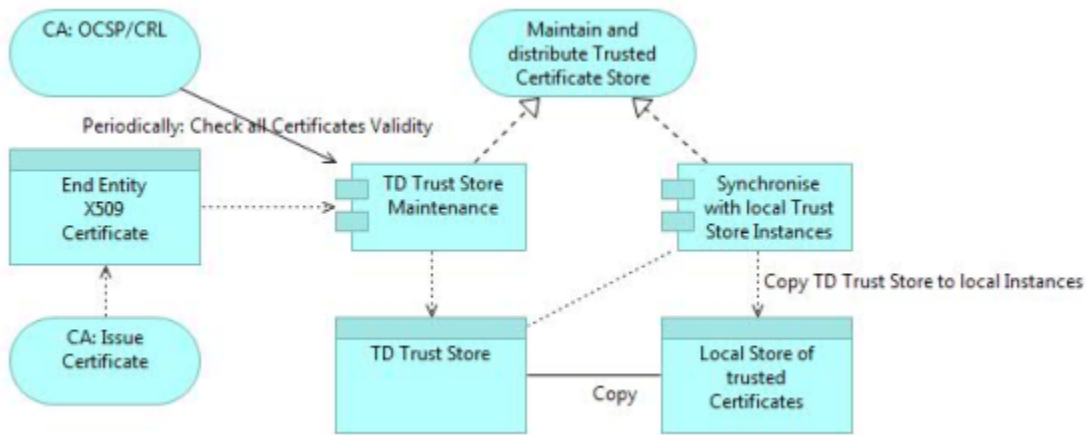 CA: OCSP/CRL
Maintain and
distribute Trusted
Certificate Store
Periodically: Check all Certificates Validity
End Entity
X509
Certificate
TD Trust Store
Maintenance
Synchronise
with local Trust
Store Instances
Copy TD Trust Store to local Instances
CA: Issue
Certificate
TD Trust Store
Local Store of
trusted
Certificates
Copy